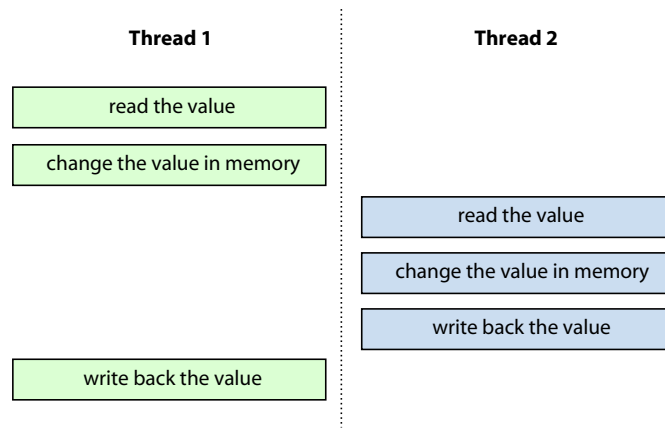 Thread 1
Thread 2
read the value
change the value in memory
read the value
change the value in memory
write back the value
write back the value